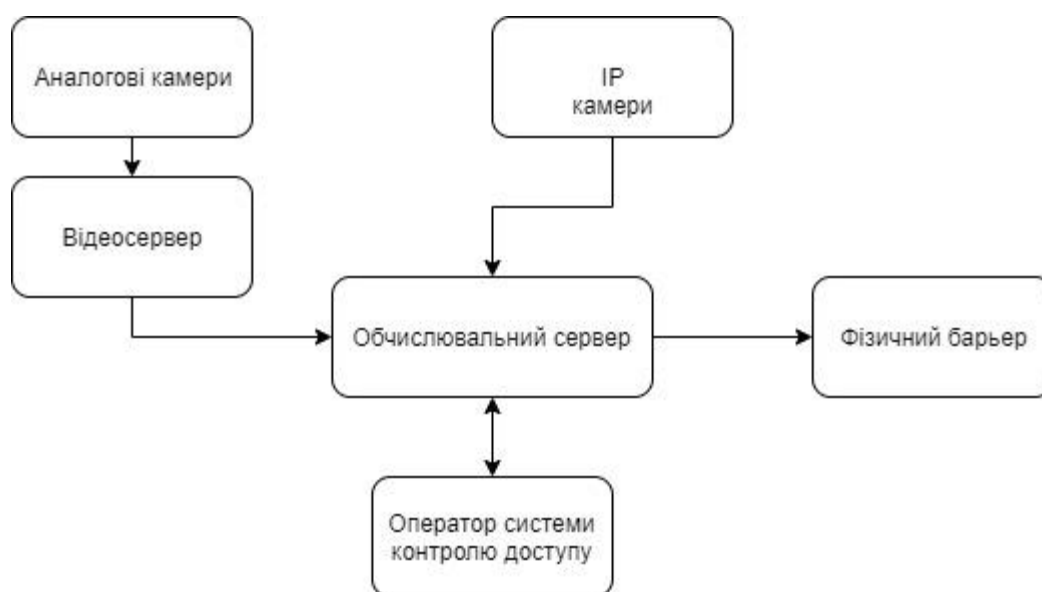 Аналогові камери
IP
камери
Відеосервер
Обчислювальний сервер
Фізичний барьер
Оператор системи
контролю доступу